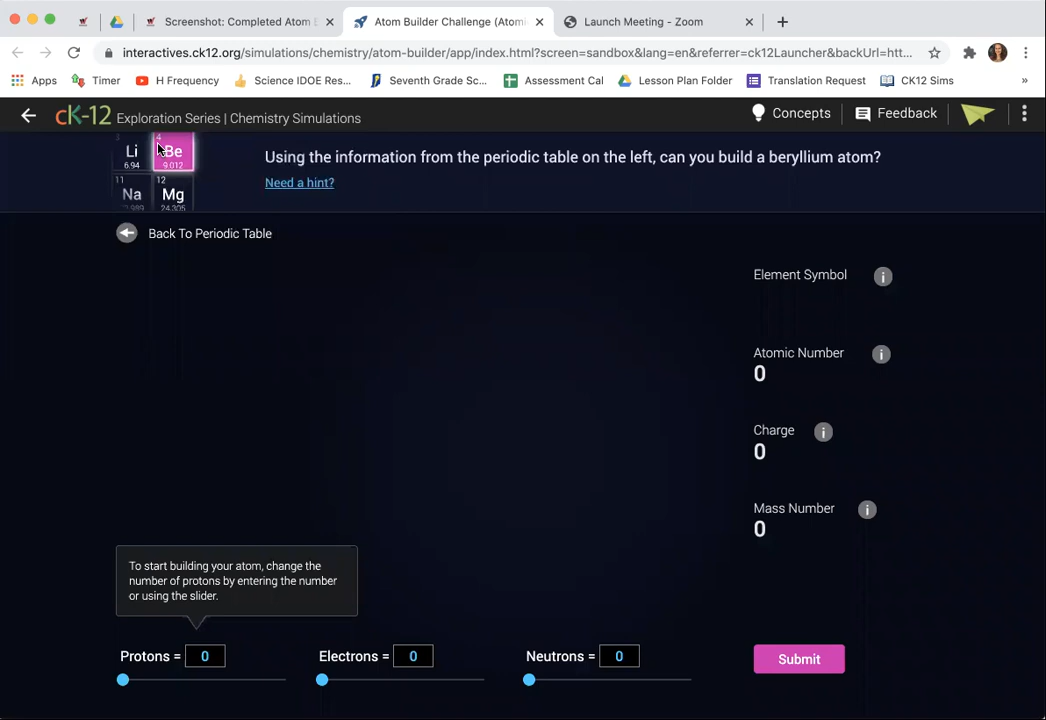 Screenshot: Completed Atom B
Atom Builder Challenge (Atomi
Launch Meeting - Zoom
interactives.ck12.org/simulations/chemistry/atom-builder/app/index.html?screen=sandbox&lang=en&referrer=ck12Launcher&backUrl=htt...
Apps
Timer
H Frequency
Science IDOE Res...
Seventh Grade Sc...
Assessment Cal
Lesson Plan Folder
Translation Request
CK12 Sims
»
ck-12 Exploration Series | Chemistry Simulations
Concepts
Feedback
3
Li
6.94
4
Be
9.012
Using the information from the periodic table on the left, can you build a beryllium atom?
Need a hint?
11
Na
12
Mg
24.305
Back To Periodic Table
Element Symbol i
Atomic Number i
0
Charge i
0
Mass Number i
0
To start building your atom, change the
number of protons by entering the number
or using the slider.
Protons = 0
Electrons = 0
Neutrons = 0
Submit